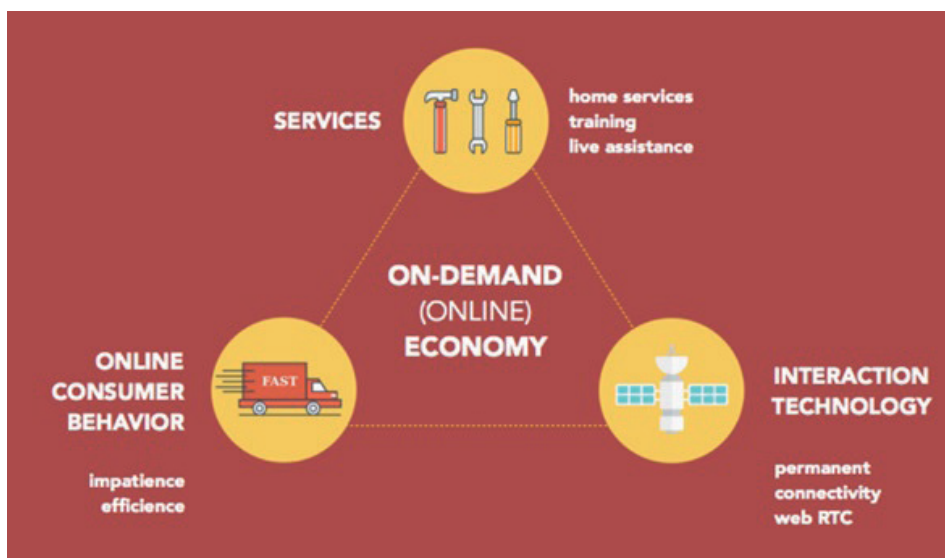 SERVICES
home services
training
live assistance
ON-DEMAND
(ONLINE)
ECONOMY
ONLINE
CONSUMER
BEHAVIOR
FAST
impatience
efficience
INTERACTION
TECHNOLOGY
permanent
connectivity
web RTC